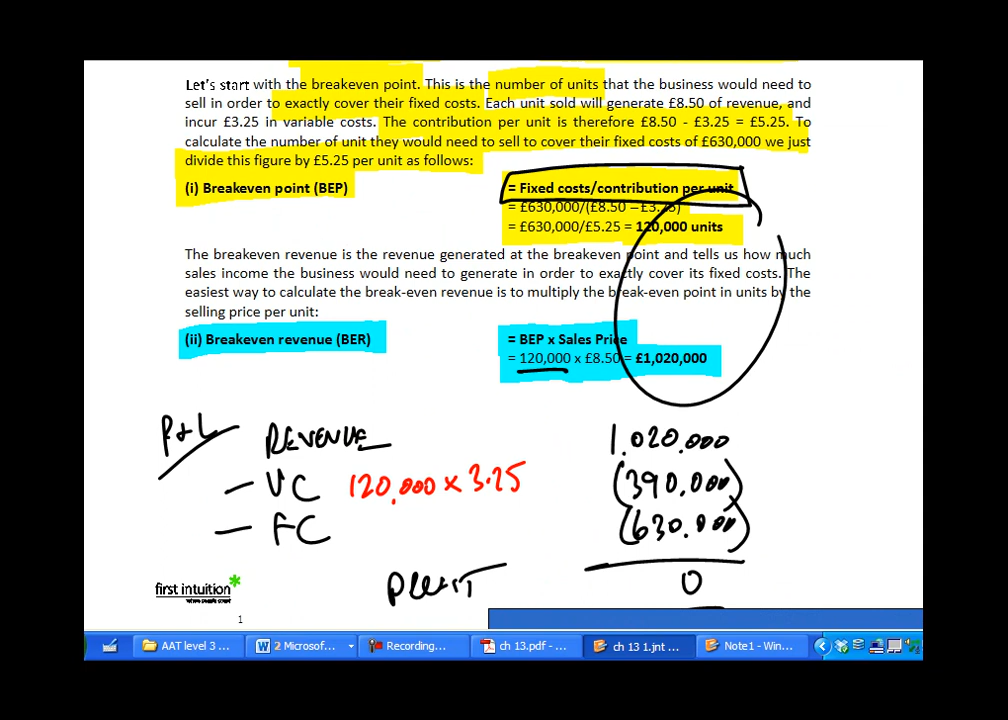 Let's start with the breakeven point. This is the number of units that the business would need to
sell in order to exactly cover their fixed costs. Each unit sold will generate £8.50 of revenue, and
incur £3.25 in variable costs. The contribution per unit is therefore £8.50 - £3.25 = £5.25. To
calculate the number of unit they would need to sell to cover their fixed costs of £630,000 we just
divide this figure by £5.25 per unit as follows:
(i) Breakeven point (BEP) = Fixed costs/contribution per unit
= £630,000/(£8.50 – £3.25)
= £630,000/£5.25 = 120,000 units
The breakeven revenue is the revenue generated at the breakeven point and tells us how much
sales income the business would need to generate in order to exactly cover its fixed costs. The
easiest way to calculate the break-even revenue is to multiply the break-even point in units by the
selling price per unit:
(ii) Breakeven revenue (BER) = BEP x Sales Price
= 120,000 x £8.50 = £1,020,000
P+L REVENUE 1.020.000
- VC 120.000 x 3.25 (390.000)
- FC (630.000)
PROFIT 0
first intuition
1
AAT level 3 ... 2 Microsof... Recording... ch 13.pdf - ... ch 13 1.jnt ... Note1 - Win...